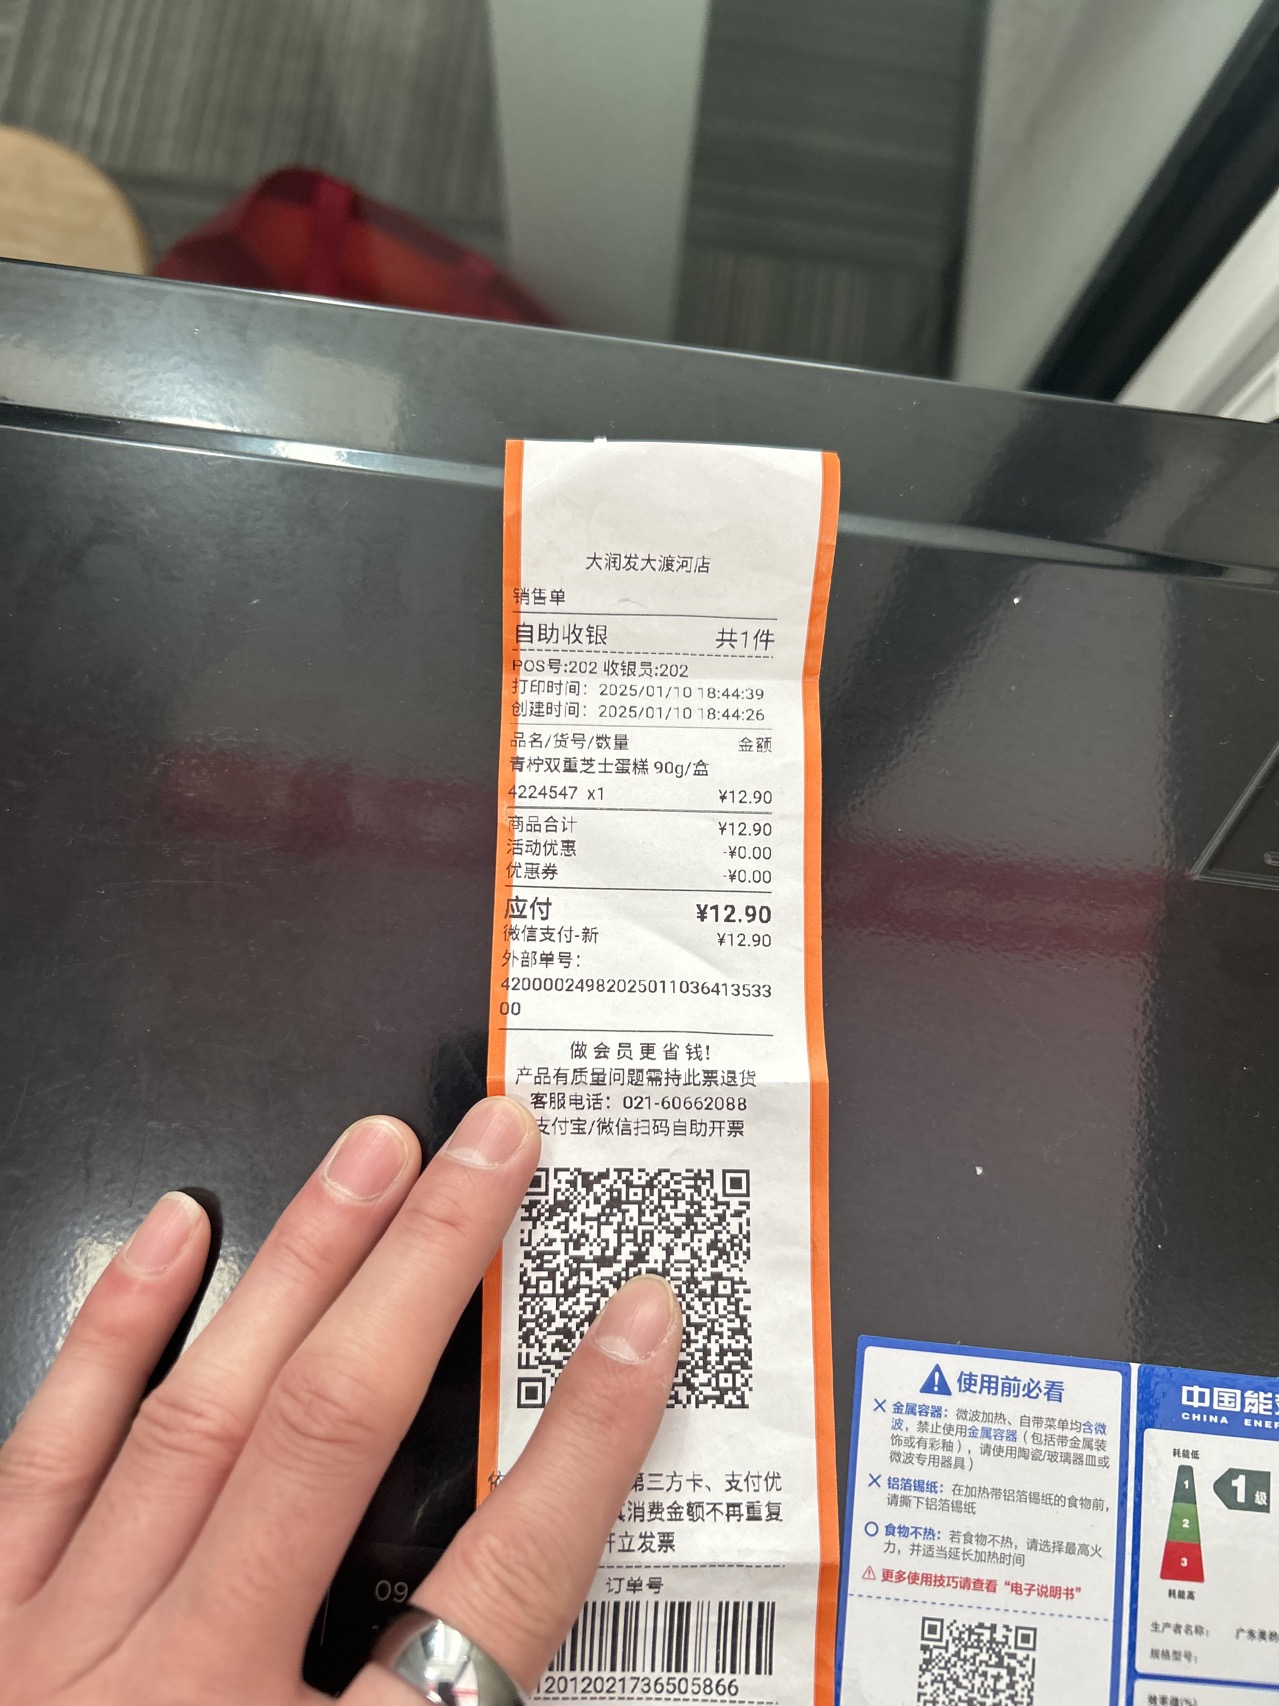 大润发大渡河店
销售单
自助收银 共1件
POS号:202 收银员:202
打印时间：2025/01/10 18:44:39
创建时间：2025/01/10 18:44:26
品名/货号/数量 金额
青柠双重芝士蛋糕 90g/盒
4224547 x1 ¥12.90
商品合计 ¥12.90
活动优惠 -¥0.00
优惠券 -¥0.00
应付 ¥12.90
微信支付-新 ¥12.90
外部单号：
42000024982025011036413533
00
做会员更省钱!
产品有质量问题需持此票退货
客服电话：021-60662088
支付宝/微信扫码自助开票
第三方卡、支付优
消费金额不再重复
开立发票
订单号
12012021736505866
09
使用前必看
金属容器：微波加热、自带菜单均含微
波，禁止使用金属容器（包括带金属装
饰或有彩釉），请使用陶瓷/玻璃器皿或
微波专用器具）
铝箔锡纸：在加热带铝箔锡纸的食物前，
请撕下铝箔锡纸
食物不热：若食物不热，请选择最高火
力，并适当延长加热时间
更多使用技巧请查看“电子说明书”
中国能
CHINA ENER
耗能低
1
2
3
1级
耗能高
生产者名称： 广东美的
规格型号：
效率值(%)